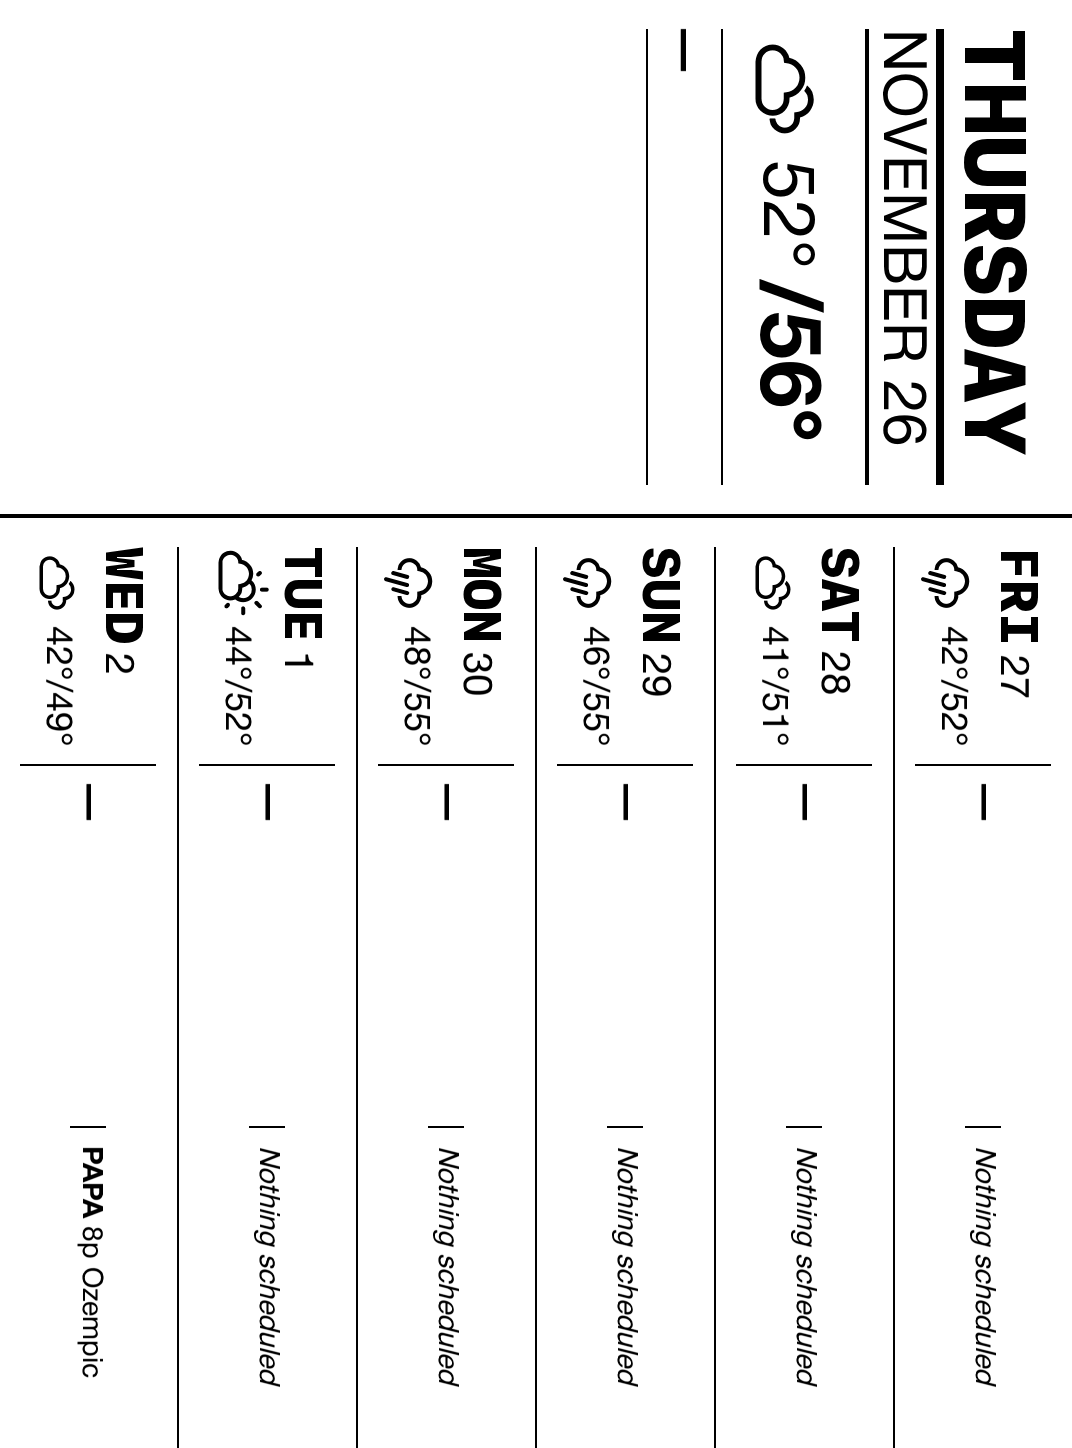 THURSDAY
NOVEMBER 26
52° /56°
—
FRI 27
42°/52°
—
Nothing scheduled
SAT 28
41°/51°
—
Nothing scheduled
SUN 29
46°/55°
—
Nothing scheduled
MON 30
48°/55°
—
Nothing scheduled
TUE 1
44°/52°
—
Nothing scheduled
WED 2
42°/49°
—
PAPA 8p Ozempic